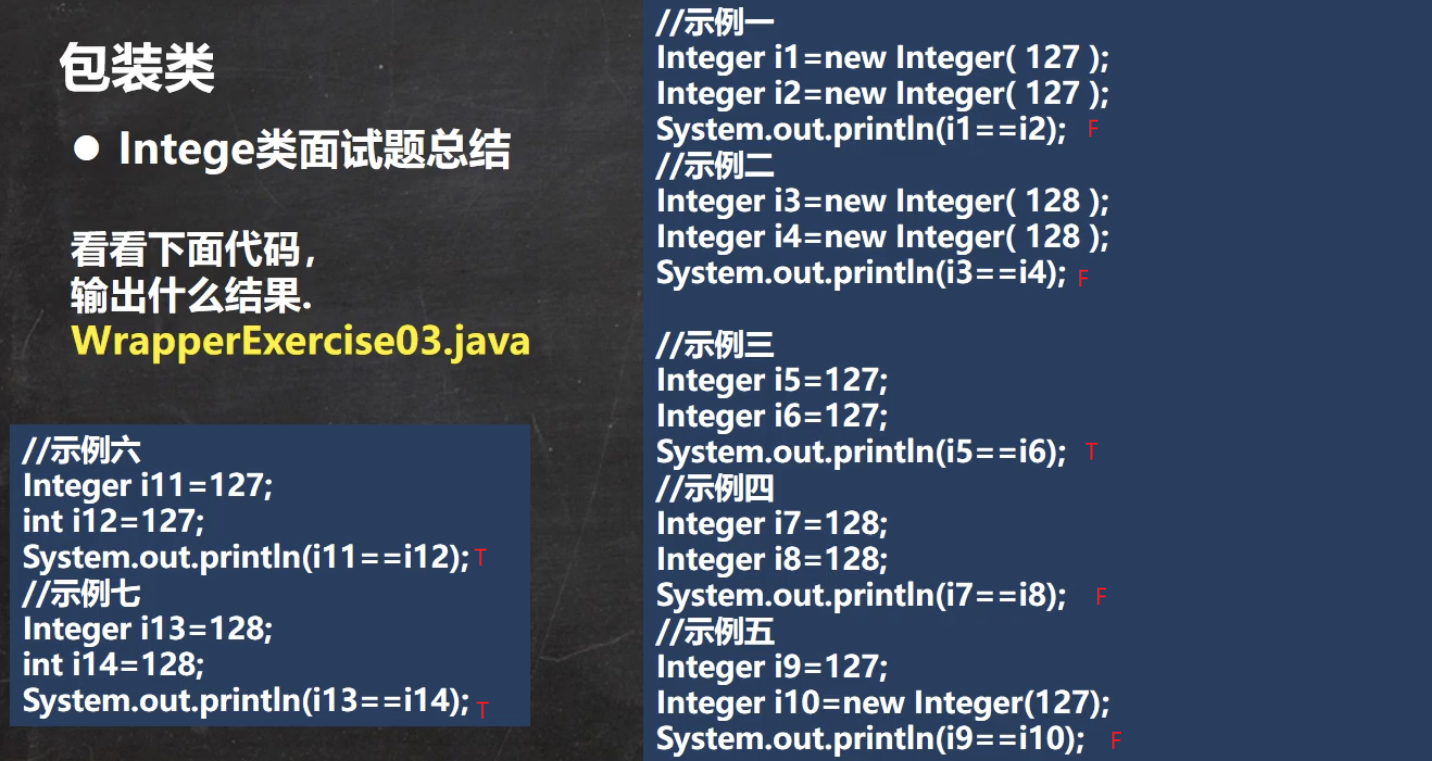 包装类
● Intege类面试题总结
看看下面代码，
输出什么结果.
WrapperExercise03.java
//示例一
Integer i1=new Integer( 127 );
Integer i2=new Integer( 127 );
System.out.println(i1==i2); F
//示例二
Integer i3=new Integer( 128 );
Integer i4=new Integer( 128 );
System.out.println(i3==i4); F
//示例三
Integer i5=127;
Integer i6=127;
System.out.println(i5==i6); T
//示例四
Integer i7=128;
Integer i8=128;
System.out.println(i7==i8); F
//示例五
Integer i9=127;
Integer i10=new Integer(127);
System.out.println(i9==i10); F
//示例六
Integer i11=127;
int i12=127;
System.out.println(i11==i12); T
//示例七
Integer i13=128;
int i14=128;
System.out.println(i13==i14); T